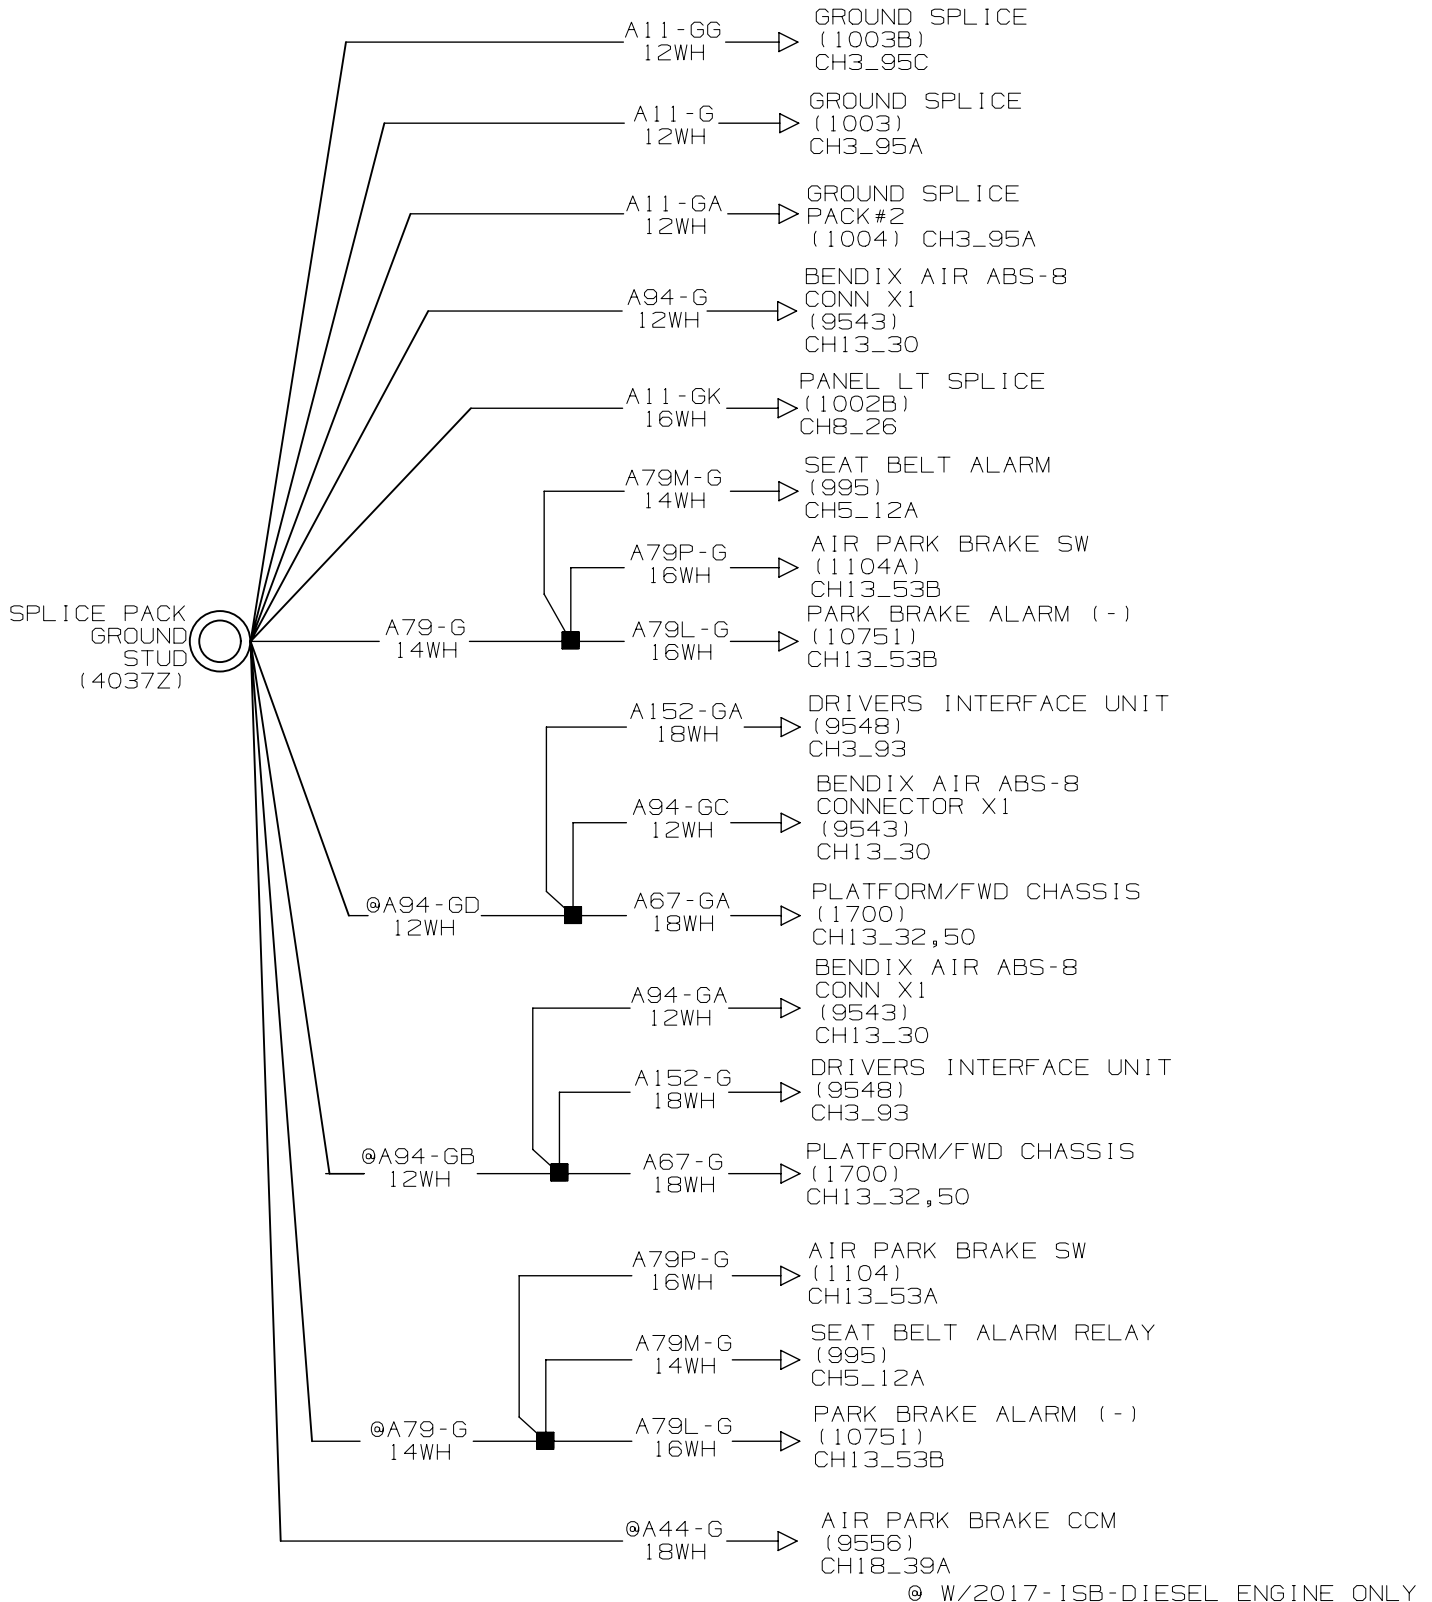 A11-GG
12WH
GROUND SPLICE
(1003B)
CH3_95C
A11-G
12WH
GROUND SPLICE
(1003)
CH3_95A
A11-GA
12WH
GROUND SPLICE
PACK#2
(1004) CH3_95A
A94-G
12WH
BENDIX AIR ABS-8
CONN X1
(9543)
CH13_30
A11-GK
16WH
PANEL LT SPLICE
(1002B)
CH8_26
A79M-G
14WH
SEAT BELT ALARM
(995)
CH5_12A
A79P-G
16WH
AIR PARK BRAKE SW
(1104A)
CH13_53B
SPLICE PACK
GROUND
STUD
(4037Z)
A79-G
14WH
A79L-G
16WH
PARK BRAKE ALARM (-)
(10751)
CH13_53B
A152-GA
18WH
DRIVERS INTERFACE UNIT
(9548)
CH3_93
A94-GC
12WH
BENDIX AIR ABS-8
CONNECTOR X1
(9543)
CH13_30
@A94-GD
12WH
A67-GA
18WH
PLATFORM/FWD CHASSIS
(1700)
CH13_32,50
A94-GA
12WH
BENDIX AIR ABS-8
CONN X1
(9543)
CH13_30
A152-G
18WH
DRIVERS INTERFACE UNIT
(9548)
CH3_93
@A94-GB
12WH
A67-G
18WH
PLATFORM/FWD CHASSIS
(1700)
CH13_32,50
A79P-G
16WH
AIR PARK BRAKE SW
(1104)
CH13_53A
A79M-G
14WH
SEAT BELT ALARM RELAY
(995)
CH5_12A
@A79-G
14WH
A79L-G
16WH
PARK BRAKE ALARM (-)
(10751)
CH13_53B
@A44-G
18WH
AIR PARK BRAKE CCM
(9556)
CH18_39A
@ W/2017-ISB-DIESEL ENGINE ONLY